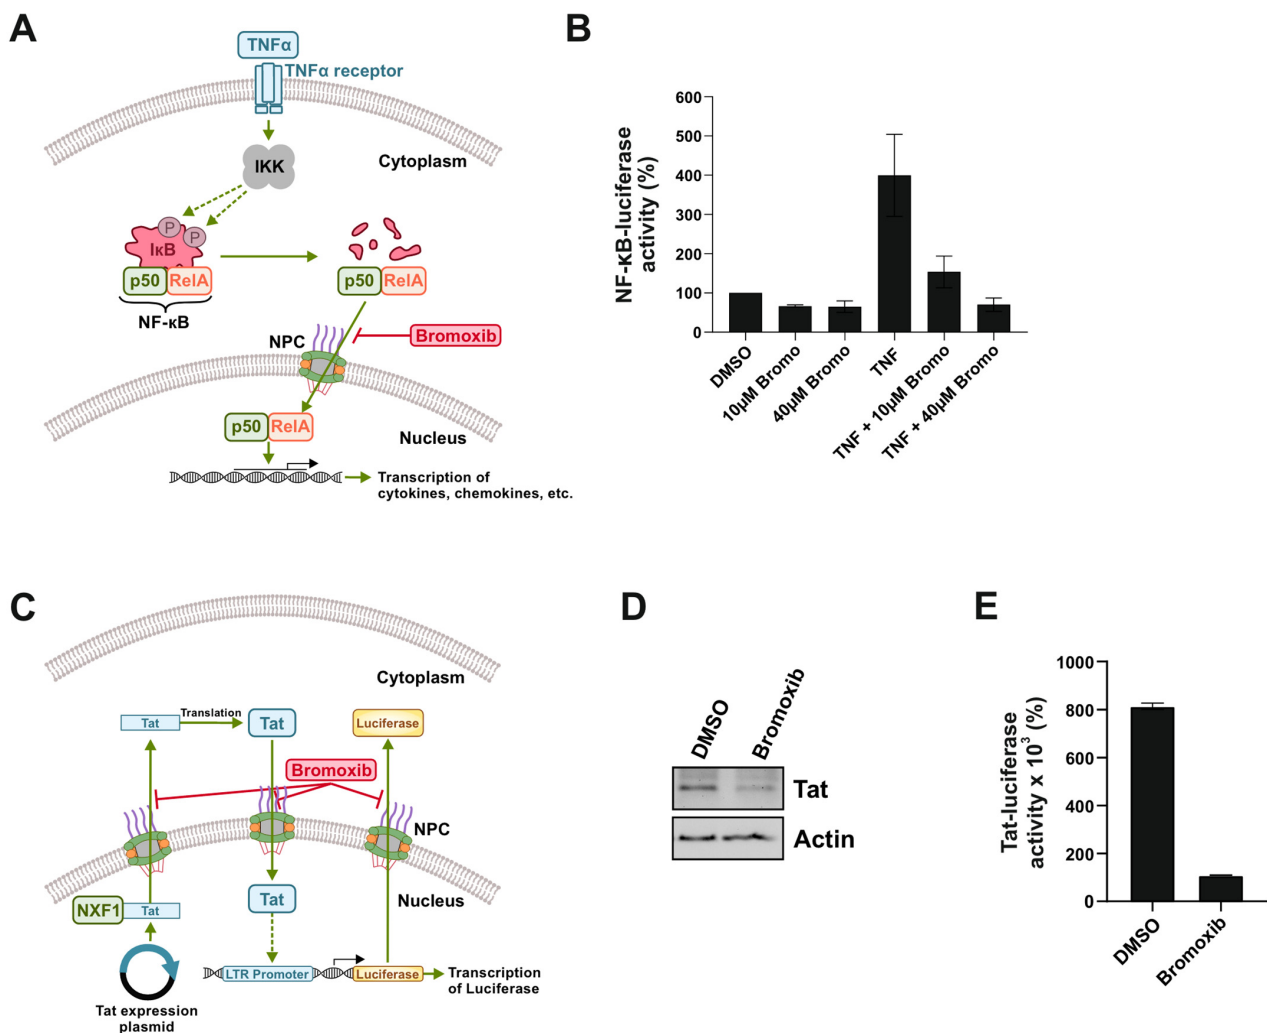 A
TNFα
TNFα receptor
Cytoplasm
IKK
P
P
IκB
p50 RelA
NF-κB
p50 RelA
NPC
Bromoxib
p50 RelA
Nucleus
Transcription of
cytokines, chemokines, etc.
B
NF-κB-luciferase
activity (%)
600
500
400
300
200
100
0
DMSO
10μM Bromo
40μM Bromo
TNF
TNF + 10μM Bromo
TNF + 40μM Bromo
C
Cytoplasm
Tat
Translation
Tat
Luciferase
Bromoxib
NPC
NXF1 Tat
Tat
Nucleus
LTR Promoter
Luciferase
Transcription
of Luciferase
Tat expression
plasmid
D
DMSO
Bromoxib
Tat
Actin
E
Tat-luciferase
activity x 10³ (%)
1000
800
600
400
200
0
DMSO
Bromoxib